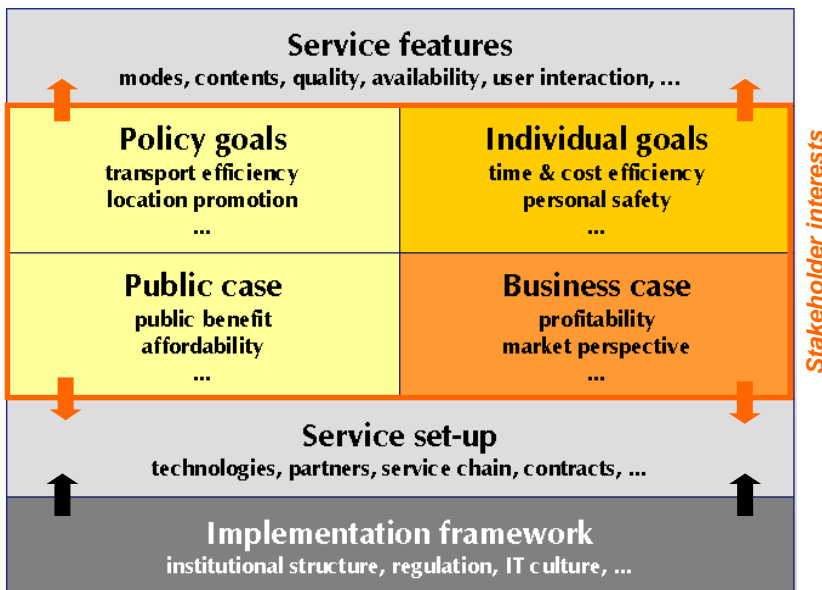 Service features
modes, contents, quality, availability, user interaction, ...
Policy goals
transport efficiency
location promotion
...
Individual goals
time & cost efficiency
personal safety
...
Public case
public benefit
affordability
...
Business case
profitability
market perspective
...
Service set-up
technologies, partners, service chain, contracts, ...
Implementation framework
institutional structure, regulation, IT culture, ...
Stakeholder interests